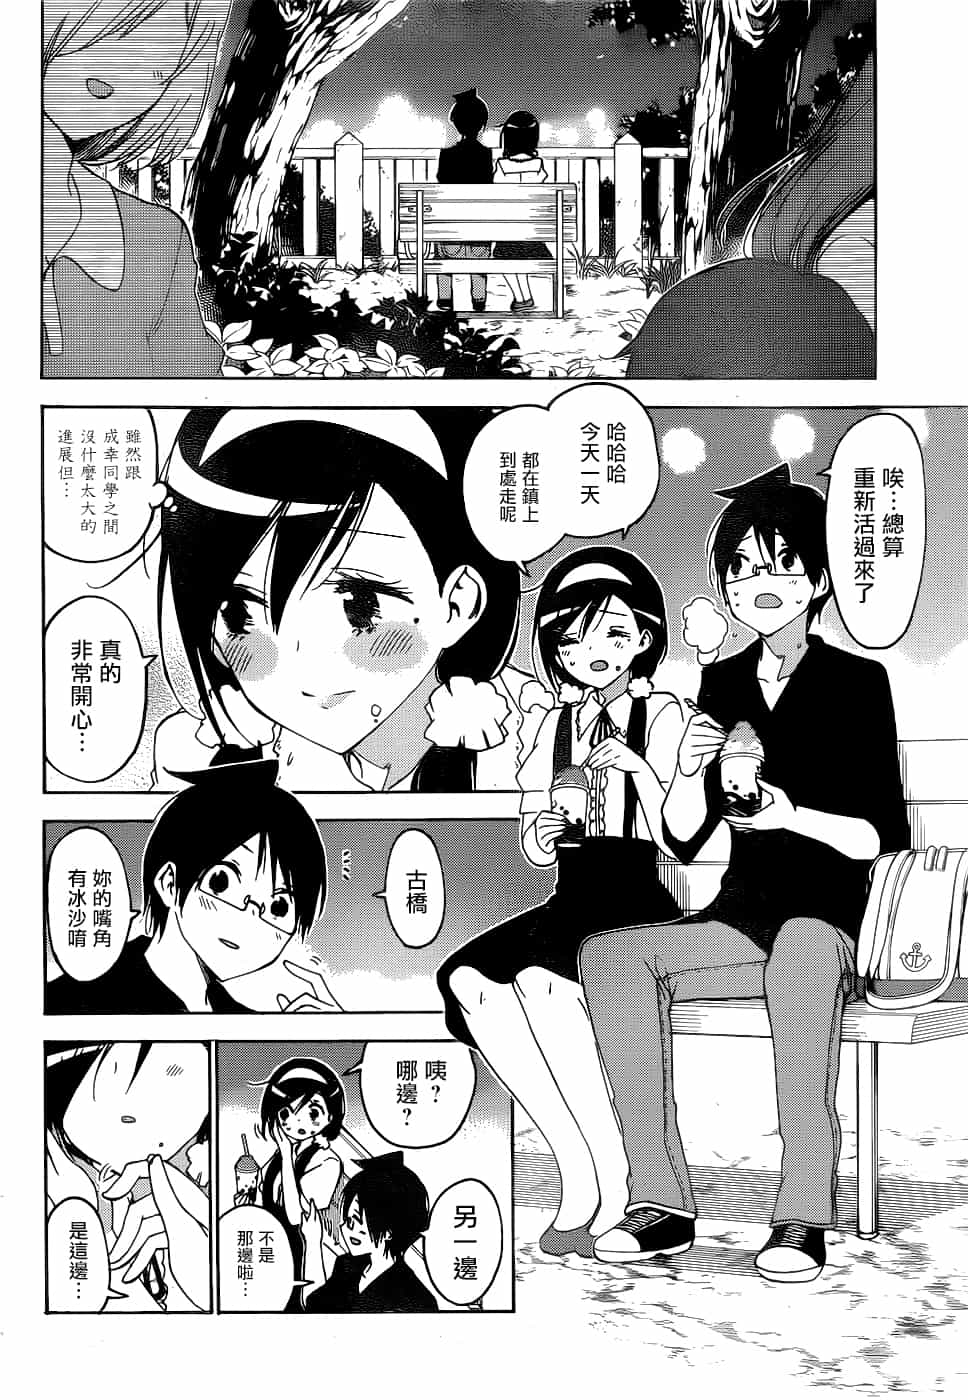 唉…總算
重新活過來了
哈哈哈
今天一天
都在鎮上
到處走呢
雖然跟
成幸同學之間
沒什麼太大的
進展但…
真的
非常開心…
古橋
妳的嘴角
有冰沙唷
咦?
哪邊?
另一邊
不是
那邊啦…
是這邊…